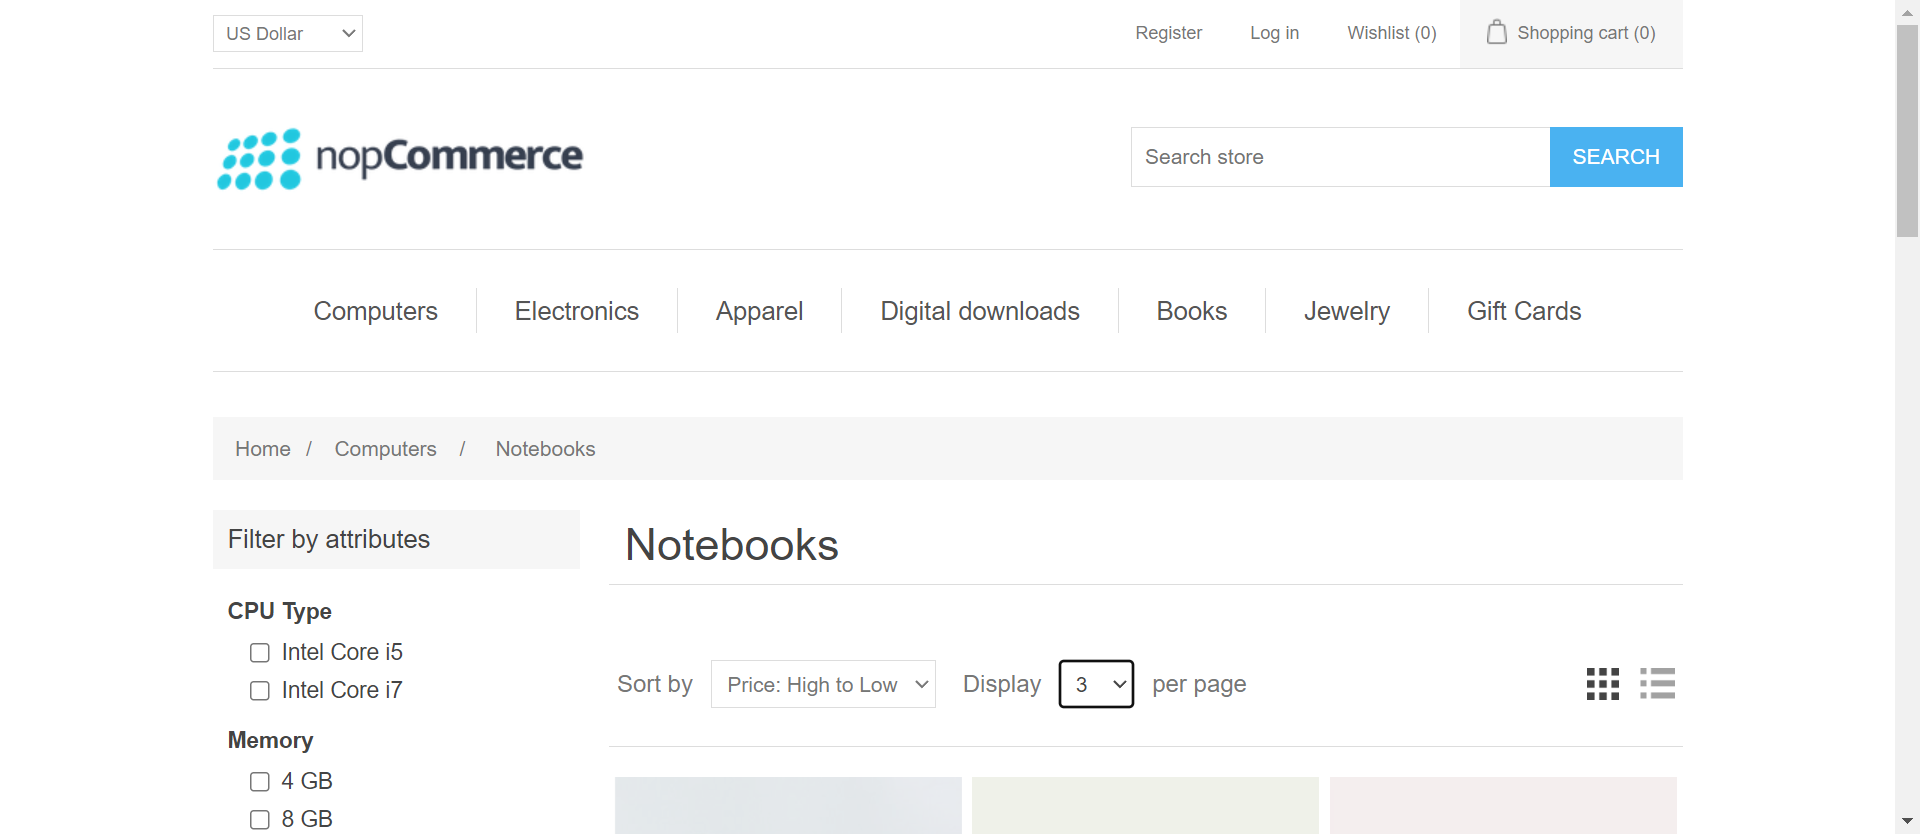 US Dollar
Register
Log in
Wishlist (0)
Shopping cart (0)
nopCommerce
Search store
SEARCH
Computers
Electronics
Apparel
Digital downloads
Books
Jewelry
Gift Cards
Home / Computers / Notebooks
Filter by attributes
CPU Type
Intel Core i5
Intel Core i7
Memory
4 GB
8 GB
Notebooks
Sort by Price: High to Low Display 3 per page